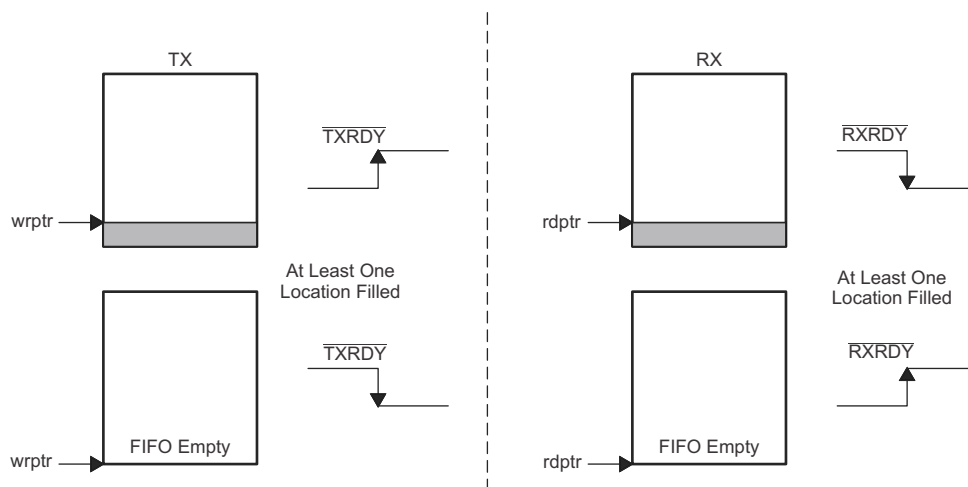 TX
TXRDY
wrptr
At Least One
Location Filled
TXRDY
FIFO Empty
wrptr
RX
RXRDY
rdptr
At Least One
Location Filled
RXRDY
FIFO Empty
rdptr